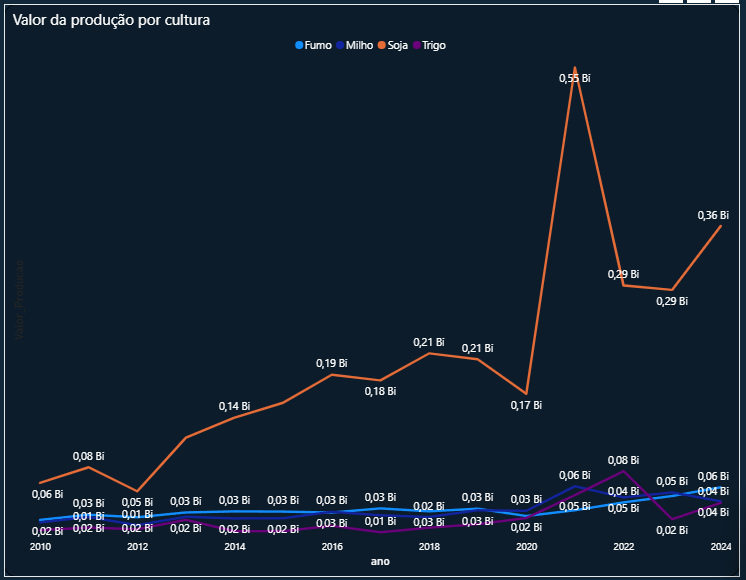 Valor da produção por cultura
Fumo Milho Soja Trigo
Valor_Producao
0,55 Bi
0,36 Bi
0,29 Bi
0,29 Bi
0,21 Bi 0,21 Bi
0,19 Bi
0,18 Bi
0,17 Bi
0,14 Bi
0,08 Bi
0,06 Bi
0,05 Bi
0,08 Bi
0,06 Bi 0,05 Bi 0,06 Bi
0,03 Bi 0,03 Bi 0,03 Bi 0,03 Bi 0,03 Bi 0,03 Bi 0,02 Bi 0,03 Bi 0,03 Bi 0,04 Bi 0,04 Bi
0,01 Bi 0,01 Bi 0,05 Bi 0,05 Bi 0,04 Bi
0,02 Bi 0,02 Bi 0,02 Bi 0,02 Bi 0,02 Bi 0,02 Bi 0,03 Bi 0,01 Bi 0,03 Bi 0,03 Bi 0,02 Bi 0,02 Bi
2010 2012 2014 2016 2018 2020 2022 2024
ano